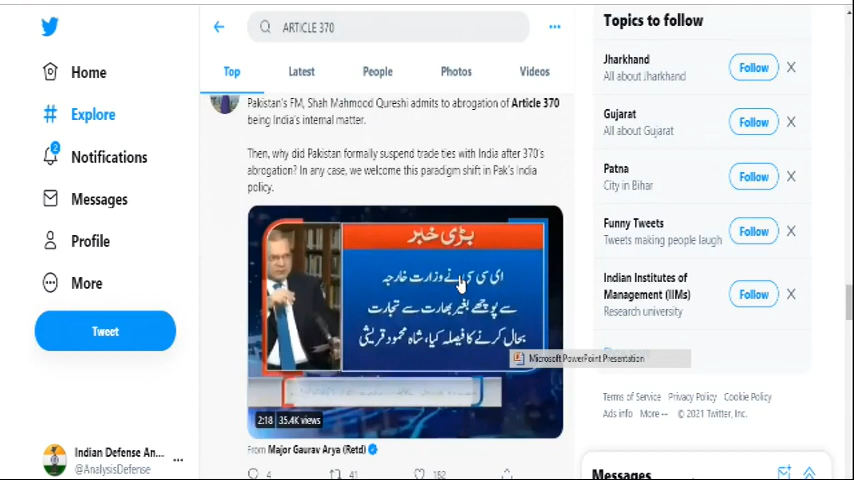 ARTICLE 370
Top Latest People Photos Videos
Home
Explore
2
Notifications
Messages
Profile
More
Tweet
Indian Defense An...
@AnalysisDefense
Pakistan's FM, Shah Mahmood Qureshi admits to abrogation of Article 370
being India's internal matter.
Then, why did Pakistan formally suspend trade ties with India after 370's
abrogation? In any case, we welcome this paradigm shift in Pak's India
policy.
بڑی خبر
ای سی سی نے وزارت خارجہ
سے پوچھے بغیر بھارت سے تجارت
بحال کرنے کا فیصلہ کیا، شاہ محمود قریشی
2:18 35.4K views
From Major Gaurav Arya (Retd)
4 41 152
Topics to follow
Jharkhand
All about Jharkhand
Follow
Gujarat
All about Gujarat
Follow
Patna
City in Bihar
Follow
Funny Tweets
Tweets making people laugh
Follow
Indian Institutes of
Management (IIMs)
Research university
Follow
Microsoft PowerPoint Presentation
Terms of Service Privacy Policy Cookie Policy
Ads info More ··· © 2021 Twitter, Inc.
Messages